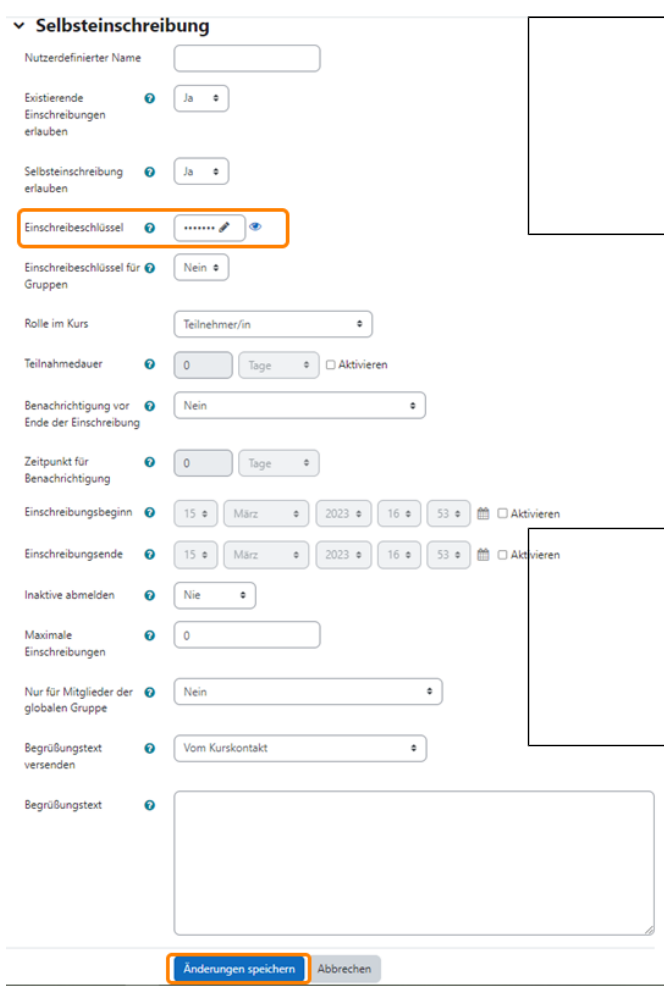 Selbsteinschreibung
Nutzerdefinierter Name
Existierende Ja
Einschreibungen
erlauben
Selbsteinschreibung Ja
erlauben
Einschreibeschlüssel •••••••
Einschreibeschlüssel für Nein
Gruppen
Rolle im Kurs Teilnehmer/in
Teilnahmedauer 0 Tage Aktivieren
Benachrichtigung vor Nein
Ende der Einschreibung
Zeitpunkt für 0 Tage
Benachrichtigung
Einschreibungsbeginn 15 März 2023 16 53 Aktivieren
Einschreibungsende 15 März 2023 16 53 Aktivieren
Inaktive abmelden Nie
Maximale 0
Einschreibungen
Nur für Mitglieder der Nein
globalen Gruppe
Begrüßungstext Vom Kurskontakt
versenden
Begrüßungstext
Änderungen speichern Abbrechen